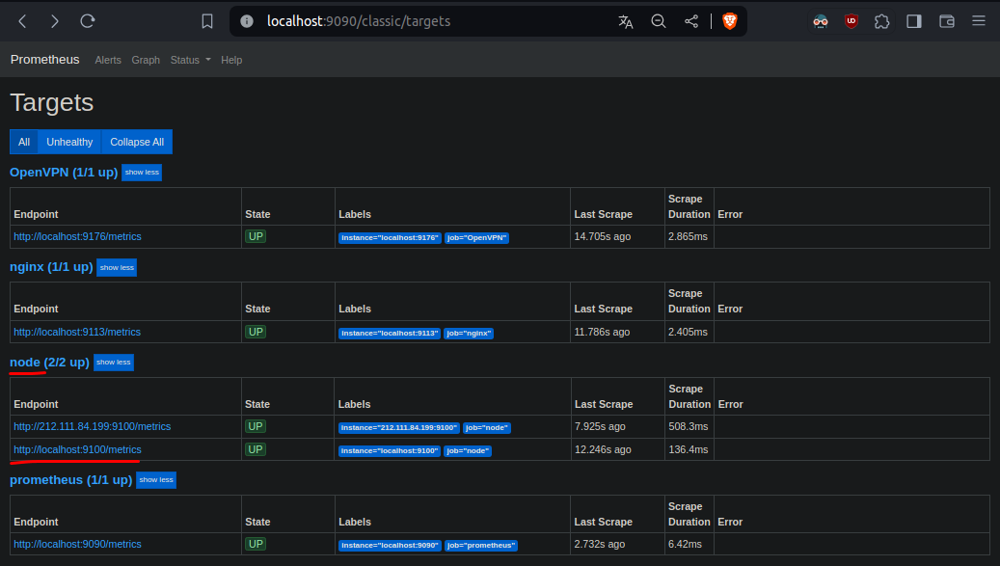 localhost:9090/classic/targets
Prometheus Alerts Graph Status Help
Targets
All Unhealthy Collapse All
OpenVPN (1/1 up) show less
Endpoint State Labels Last Scrape Scrape Duration Error
http://localhost:9176/metrics UP instance="localhost:9176" job="OpenVPN" 14.705s ago 2.865ms
nginx (1/1 up) show less
Endpoint State Labels Last Scrape Scrape Duration Error
http://localhost:9113/metrics UP instance="localhost:9113" job="nginx" 11.786s ago 2.405ms
node (2/2 up) show less
Endpoint State Labels Last Scrape Scrape Duration Error
http://212.111.84.199:9100/metrics UP instance="212.111.84.199:9100" job="node" 7.925s ago 508.3ms
http://localhost:9100/metrics UP instance="localhost:9100" job="node" 12.246s ago 136.4ms
prometheus (1/1 up) show less
Endpoint State Labels Last Scrape Scrape Duration Error
http://localhost:9090/metrics UP instance="localhost:9090" job="prometheus" 2.732s ago 6.42ms